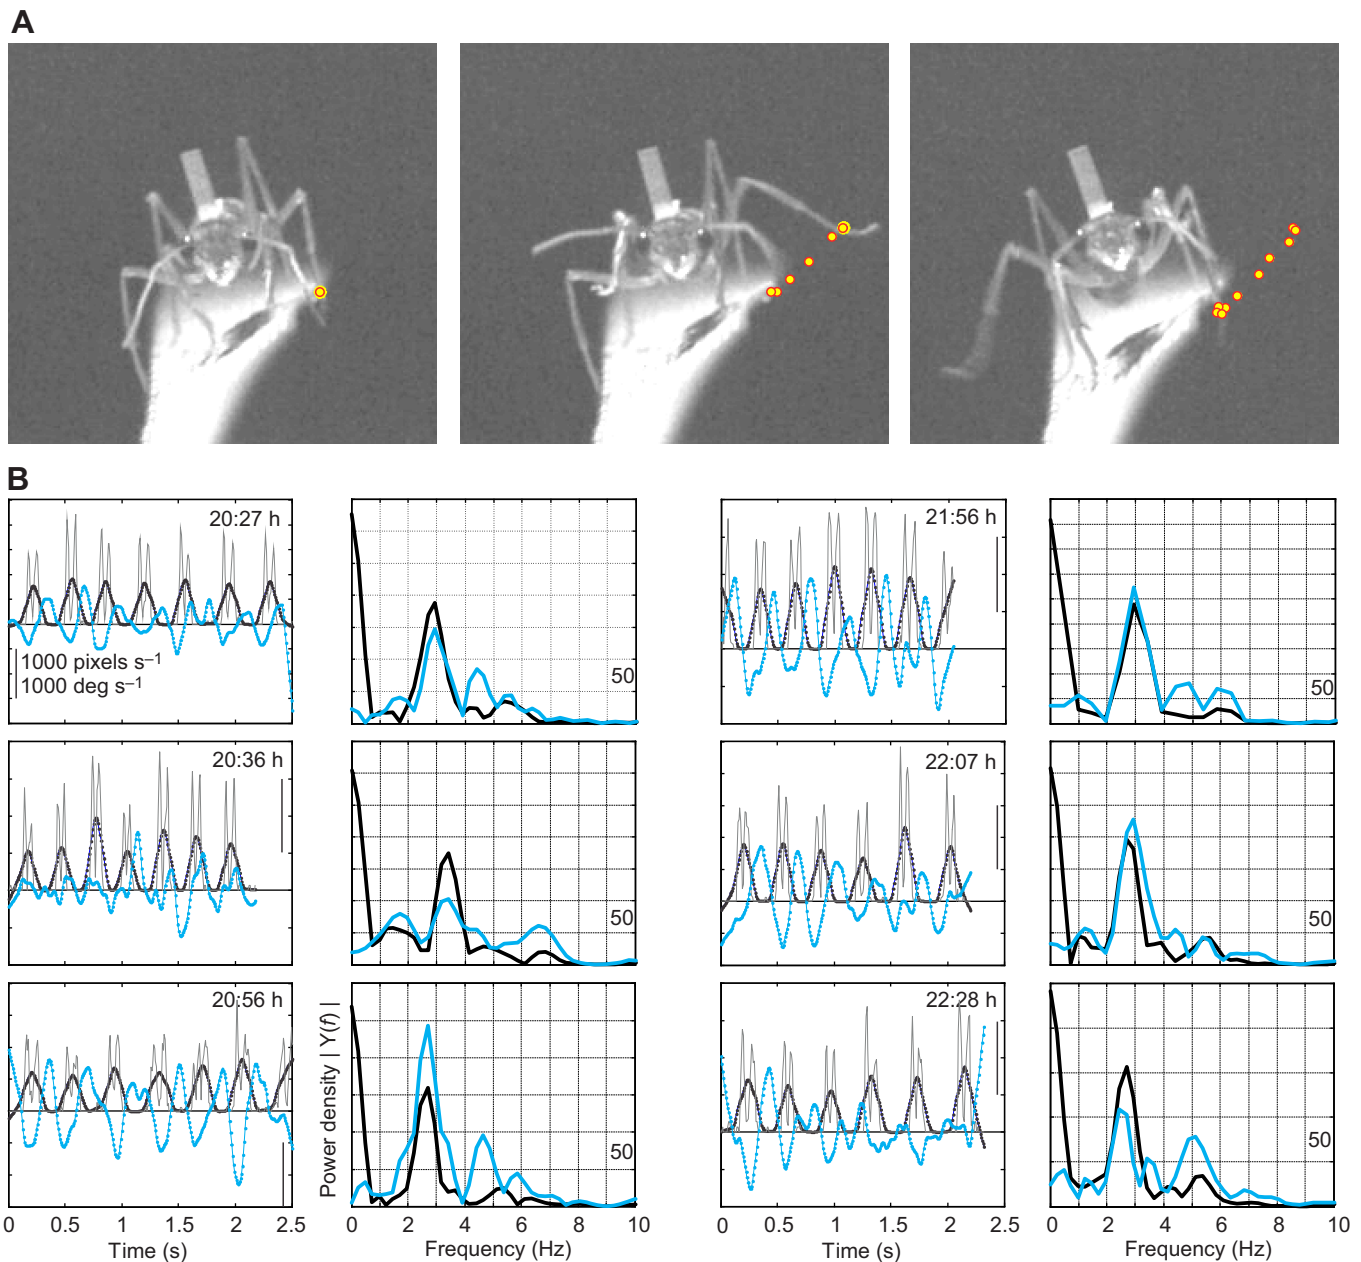 A
B
20:27 h
1000 pixels s–1
1000 deg s–1
50
21:56 h
50
20:36 h
50
22:07 h
50
20:56 h
Power density | Y(f) |
50
22:28 h
50
0 0.5 1 1.5 2 2.5
Time (s)
0 2 4 6 8 10
Frequency (Hz)
0 0.5 1 1.5 2 2.5
Time (s)
0 2 4 6 8 10
Frequency (Hz)